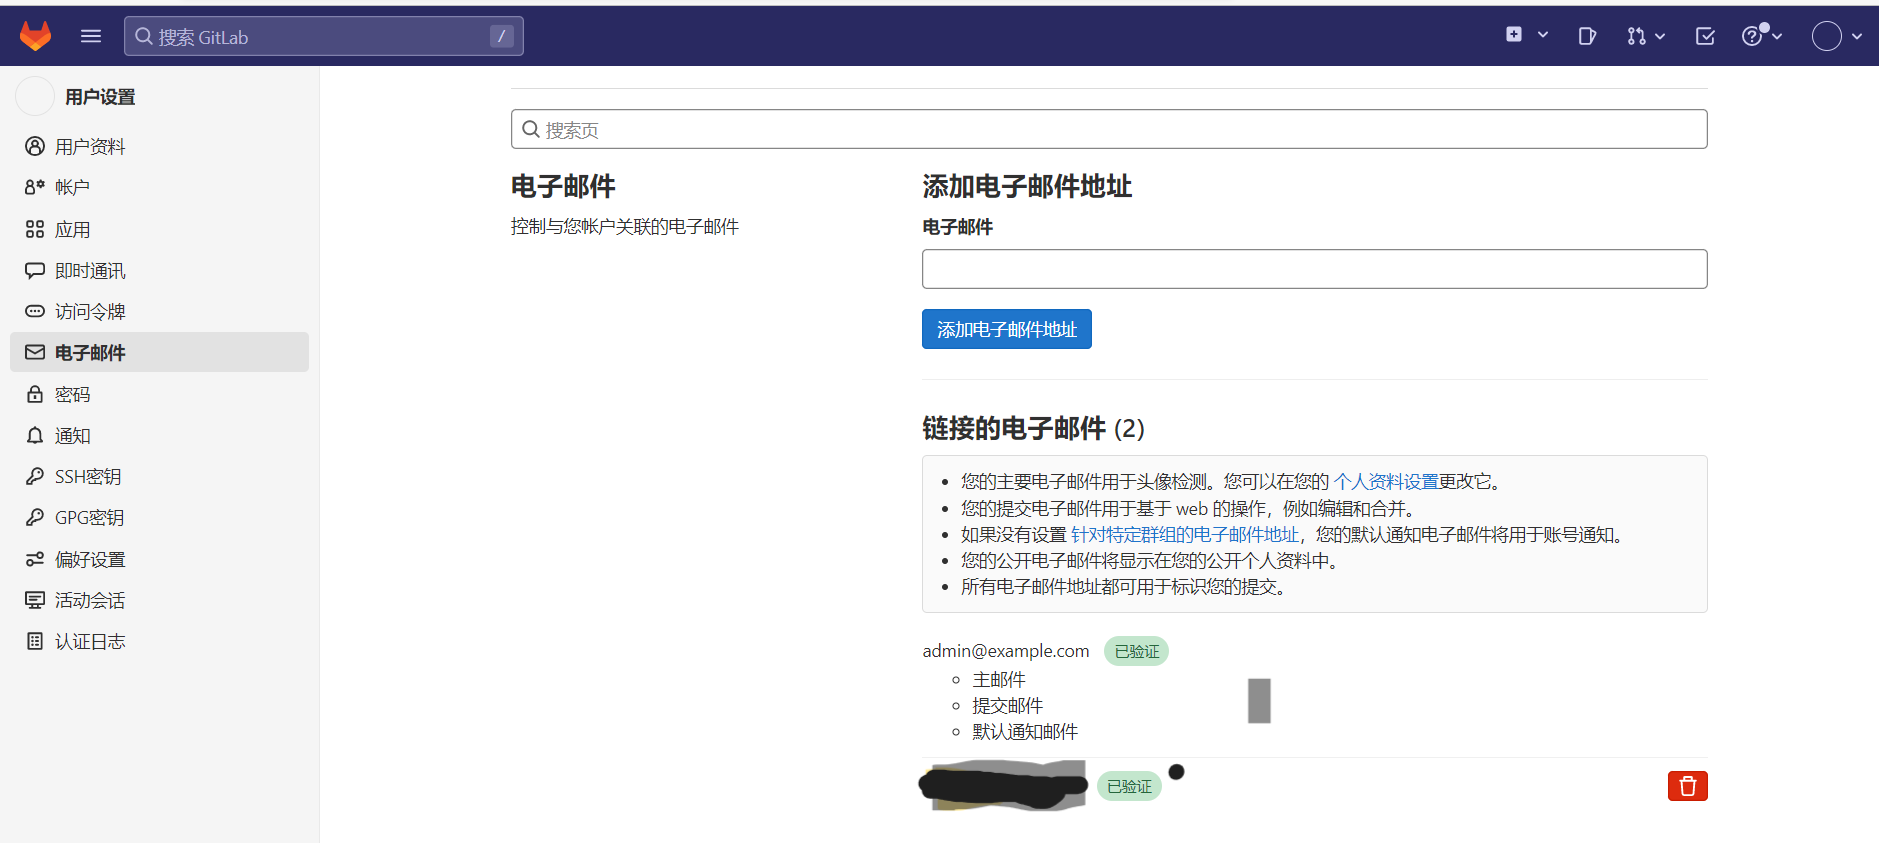 搜索 GitLab
/
用户设置
用户资料
帐户
应用
即时通讯
访问令牌
电子邮件
密码
通知
SSH密钥
GPG密钥
偏好设置
活动会话
认证日志
搜索页
电子邮件
控制与您帐户关联的电子邮件
添加电子邮件地址
电子邮件
添加电子邮件地址
链接的电子邮件 (2)
您的主要电子邮件用于头像检测。您可以在您的 个人资料设置更改它。
您的提交电子邮件用于基于 web 的操作，例如编辑和合并。
如果没有设置 针对特定群组的电子邮件地址，您的默认通知电子邮件将用于账号通知。
您的公开电子邮件将显示在您的公开个人资料中。
所有电子邮件地址都可用于标识您的提交。
admin@example.com 已验证
主邮件
提交邮件
默认通知邮件
已验证